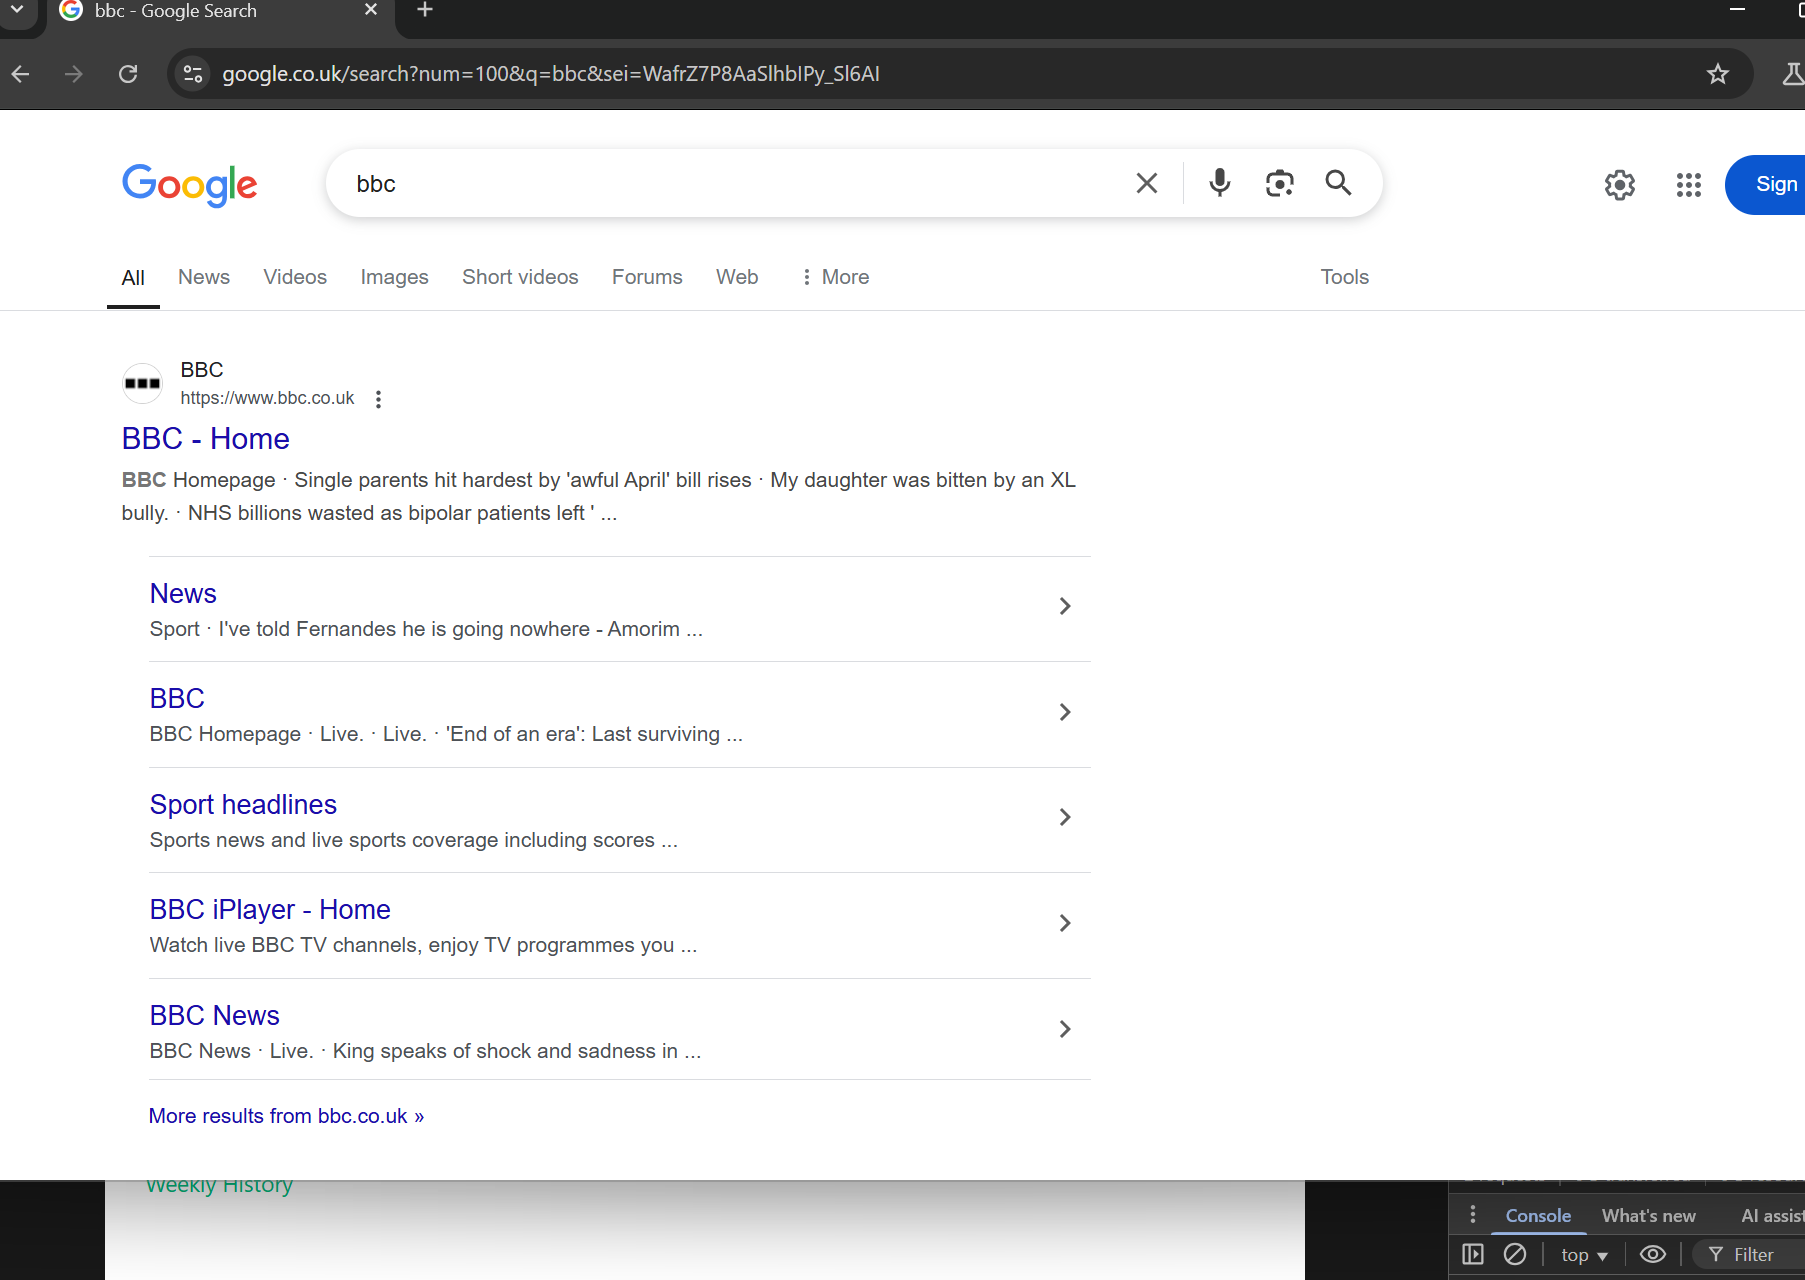 bbc - Google Search
google.co.uk/search?num=100&q=bbc&sei=WafrZ7P8AaSlhbIPy_Sl6AI
Google
bbc
Sign
All News Videos Images Short videos Forums Web More Tools
BBC
https://www.bbc.co.uk
BBC - Home
BBC Homepage · Single parents hit hardest by 'awful April' bill rises · My daughter was bitten by an XL
bully. · NHS billions wasted as bipolar patients left ' ...
News
Sport · I've told Fernandes he is going nowhere - Amorim ...
BBC
BBC Homepage · Live. · Live. · 'End of an era': Last surviving ...
Sport headlines
Sports news and live sports coverage including scores ...
BBC iPlayer - Home
Watch live BBC TV channels, enjoy TV programmes you ...
BBC News
BBC News · Live. · King speaks of shock and sadness in ...
More results from bbc.co.uk »
Weekly History
Console What's new AI assist
top Filter